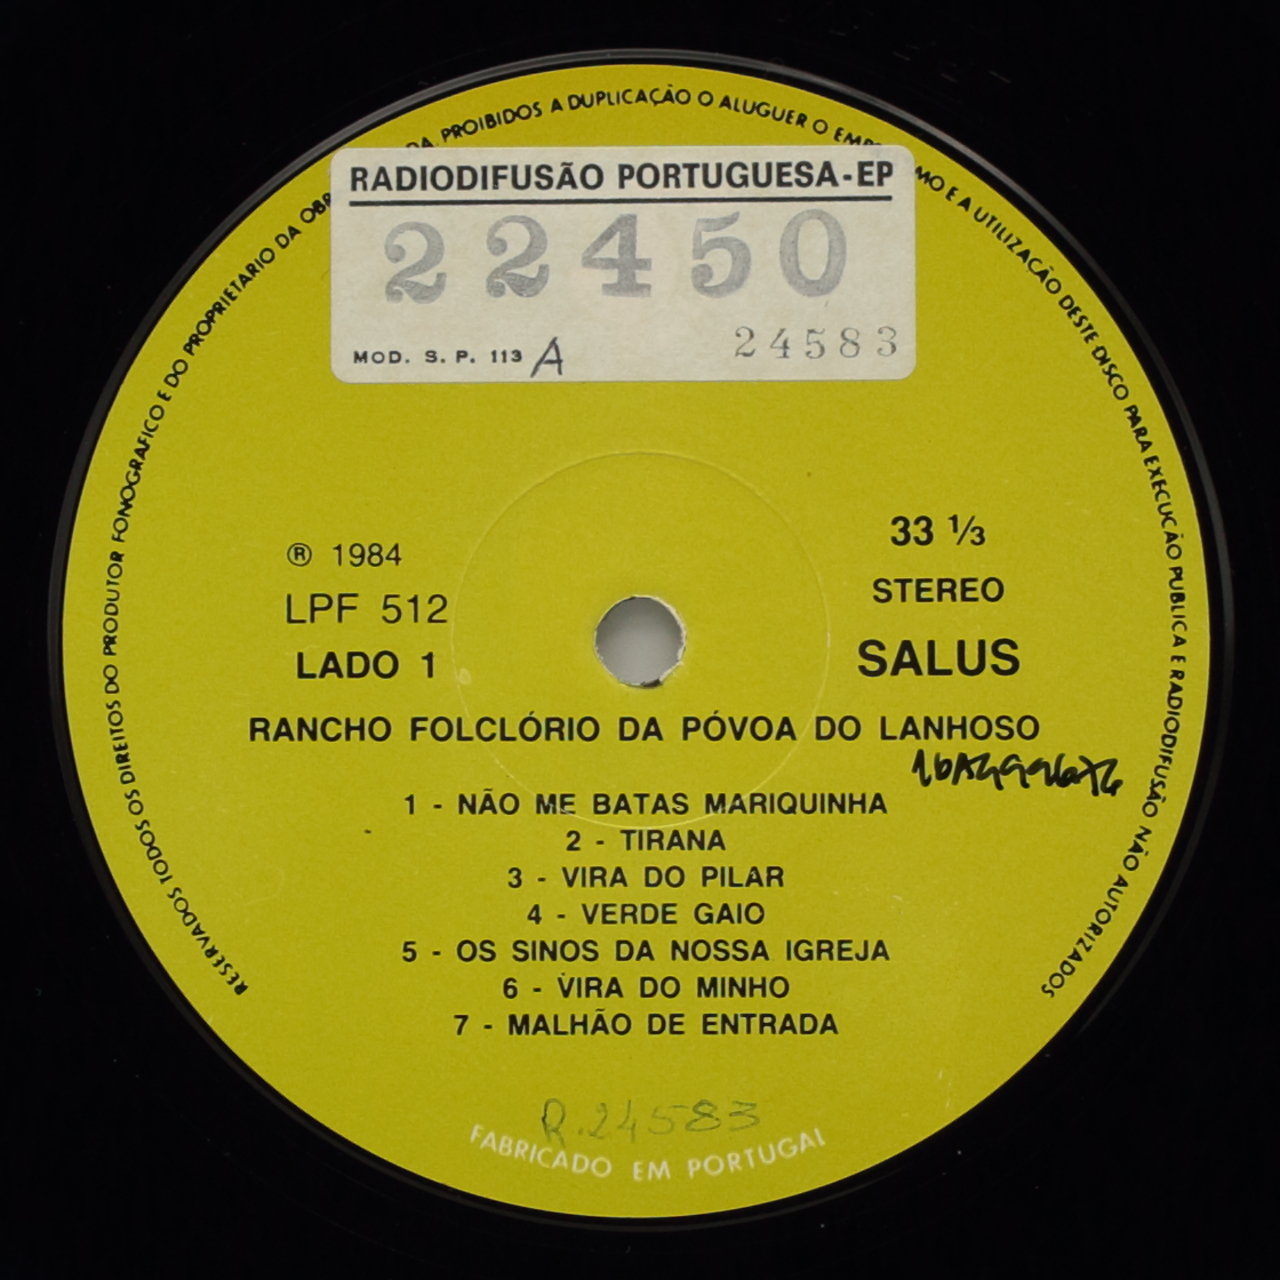 RESERVADOS TODOS OS DIREITOS DO PRODUTOR FONOGRAFICO E DO PROPRIETARIO DA OBR DA. PROIBIDOS A DUPLICAÇÃO O ALUGUER O EMP MO E A UTILIZAÇÃO DESTE DISCO PARA EXECUÇÃO PUBLICA E RADIODIFUSÃO NÃO AUTORIZADOS
RADIODIFUSÃO PORTUGUESA-EP
22450
24583
MOD. S. P. 113 A
33 ⅓
℗ 1984
STEREO
LPF 512
SALUS
LADO 1
RANCHO FOLCLÓRIO DA PÓVOA DO LANHOSO
1 - NÃO ME BATAS MARIQUINHA
2 - TIRANA
3 - VIRA DO PILAR
4 - VERDE GAIO
5 - OS SINOS DA NOSSA IGREJA
6 - VIRA DO MINHO
7 - MALHÃO DE ENTRADA
R.24583
FABRICADO EM PORTUGAL